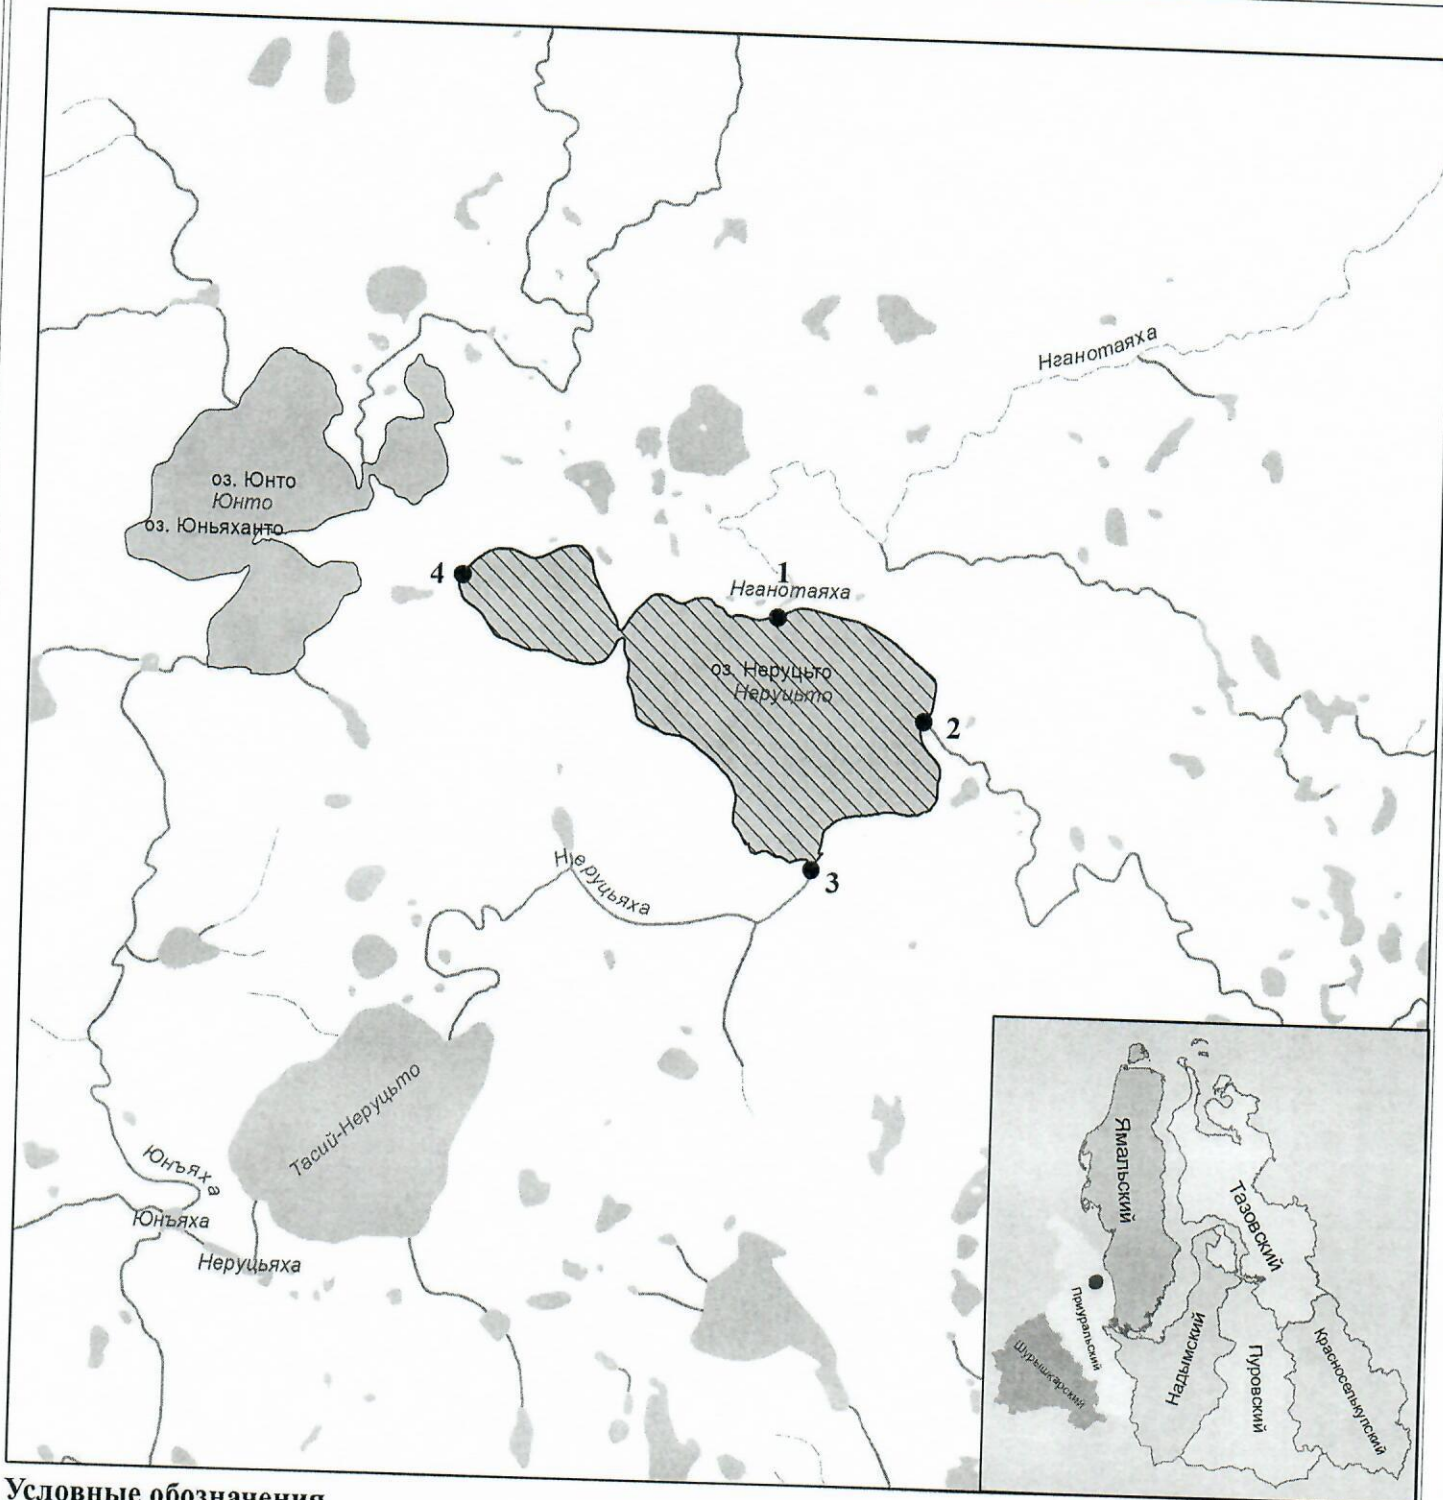 Нганотаяха
оз. Юнто
Юнто
оз. Юньяханто
4
1
Нганотаяха
оз. Неруцьто
Неруцьто
2
3
Неруцьяха
Тасий-Неруцьто
Юнъяха
Юнъяха
Неруцьяха
Ямальский
Тазовский
Приуральский
Шурышкарский
Надымский
Пуровский
Красноселькупский
Условные обозначения